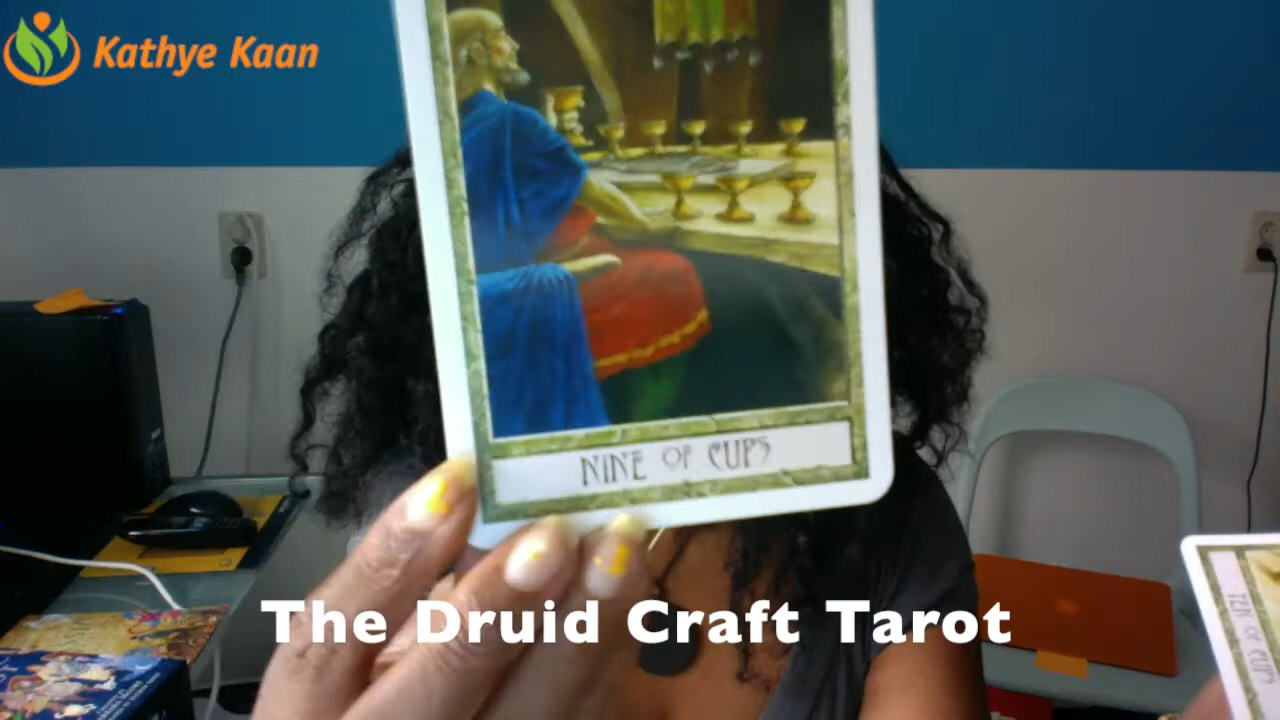 Kathye Kaan
NINE OF CUPS
The Druid Craft Tarot
TEN OF CUPS